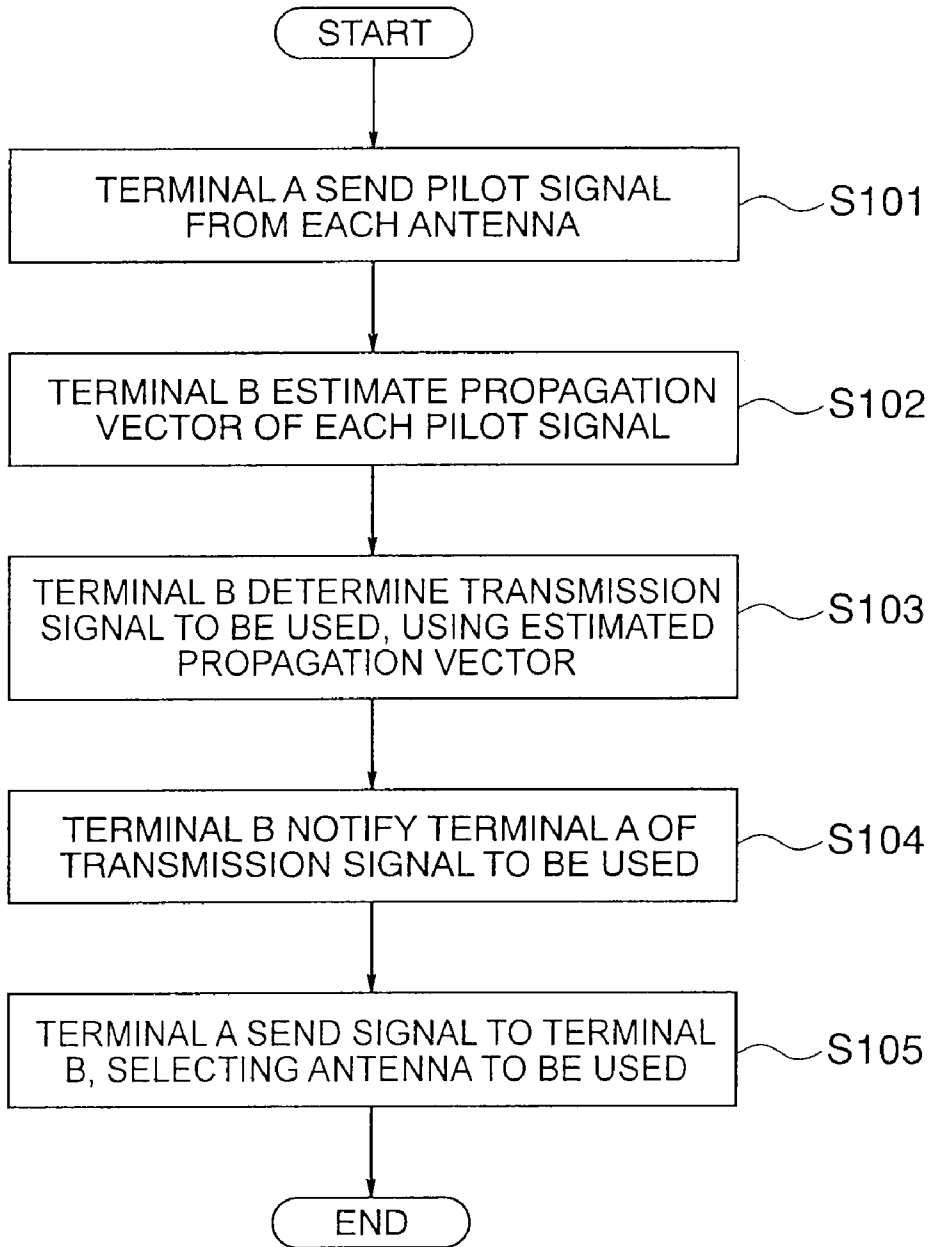 START
TERMINAL A SEND PILOT SIGNAL
FROM EACH ANTENNA
S101
TERMINAL B ESTIMATE PROPAGATION
VECTOR OF EACH PILOT SIGNAL
S102
TERMINAL B DETERMINE TRANSMISSION
SIGNAL TO BE USED, USING ESTIMATED
PROPAGATION VECTOR
S103
TERMINAL B NOTIFY TERMINAL A OF
TRANSMISSION SIGNAL TO BE USED
S104
TERMINAL A SEND SIGNAL TO TERMINAL
B, SELECTING ANTENNA TO BE USED
S105
END